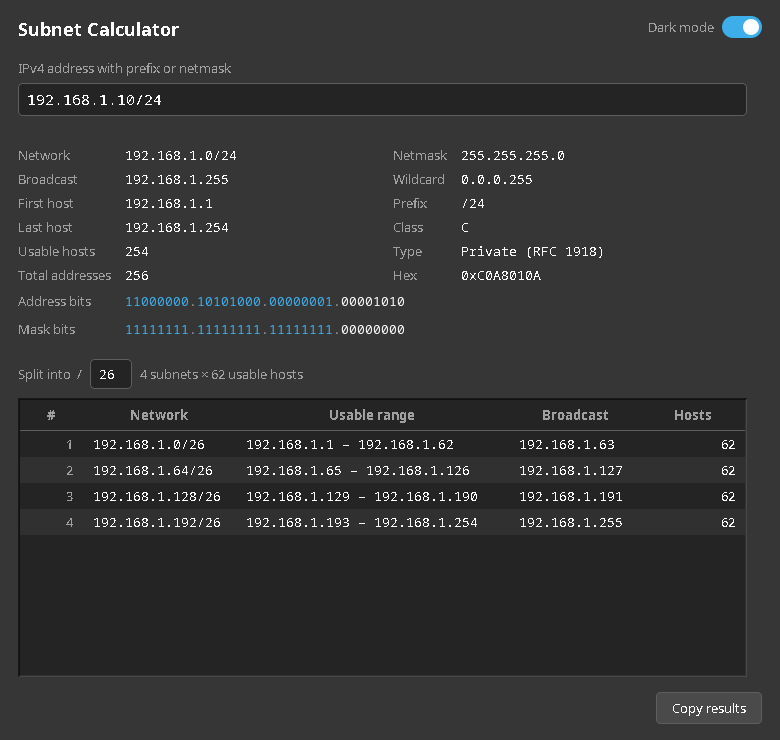 Subnet Calculator
Dark mode
IPv4 address with prefix or netmask
192.168.1.10/24
Network 192.168.1.0/24 Netmask 255.255.255.0
Broadcast 192.168.1.255 Wildcard 0.0.0.255
First host 192.168.1.1 Prefix /24
Last host 192.168.1.254 Class C
Usable hosts 254 Type Private (RFC 1918)
Total addresses 256 Hex 0xC0A8010A
Address bits 11000000.10101000.00000001.00001010
Mask bits 11111111.11111111.11111111.00000000
Split into / 26 4 subnets × 62 usable hosts
# Network Usable range Broadcast Hosts
1 192.168.1.0/26 192.168.1.1 – 192.168.1.62 192.168.1.63 62
2 192.168.1.64/26 192.168.1.65 – 192.168.1.126 192.168.1.127 62
3 192.168.1.128/26 192.168.1.129 – 192.168.1.190 192.168.1.191 62
4 192.168.1.192/26 192.168.1.193 – 192.168.1.254 192.168.1.255 62
Copy results